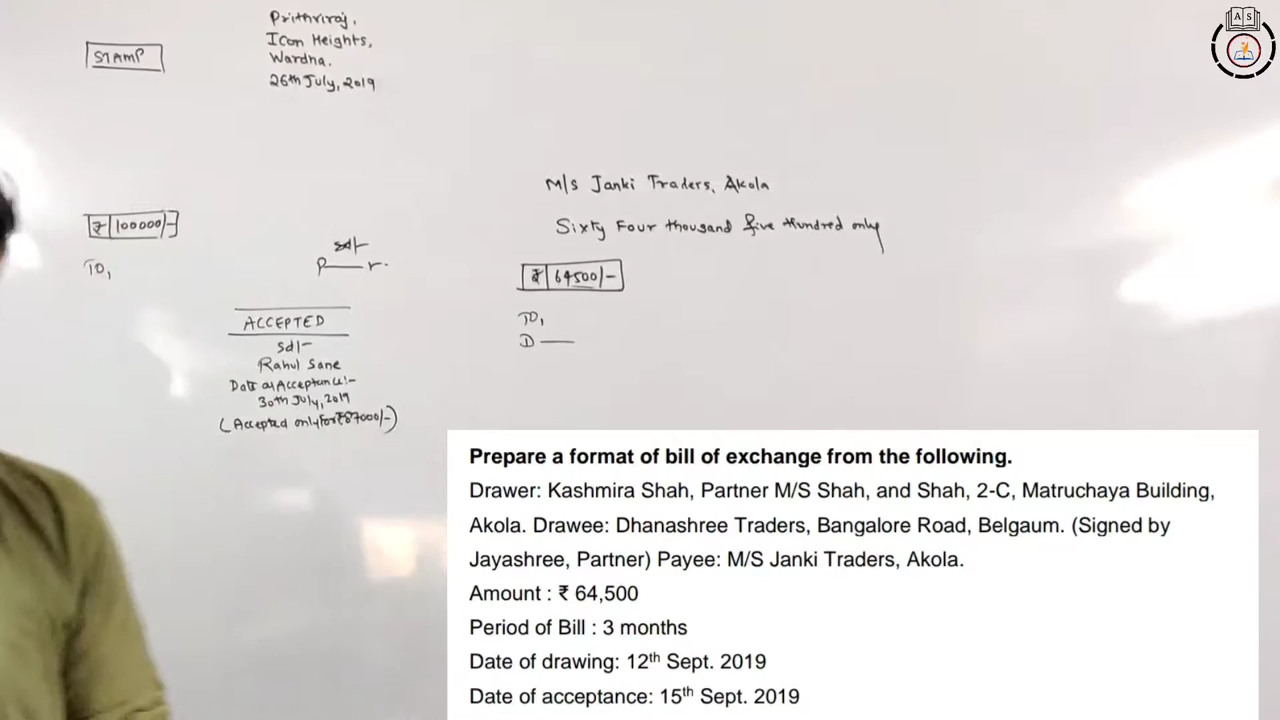 A S
Prithviraj,
Icon Heights,
Wardha.
26th July, 2019
STAMP
M/s Janki Traders, Akola
₹ 100000/-
Sixty Four thousand five Hundred only
sd/-
P——r.
TO,
₹ 64500/-
ACCEPTED
Sd/-
Rahul Sane
Date of Acceptance:-
30th July, 2019
(Accepted only for ₹87000/-)
TO,
D——
Prepare a format of bill of exchange from the following.
Drawer: Kashmira Shah, Partner M/S Shah, and Shah, 2-C, Matruchaya Building,
Akola. Drawee: Dhanashree Traders, Bangalore Road, Belgaum. (Signed by
Jayashree, Partner) Payee: M/S Janki Traders, Akola.
Amount : ₹ 64,500
Period of Bill : 3 months
Date of drawing: 12th Sept. 2019
Date of acceptance: 15th Sept. 2019